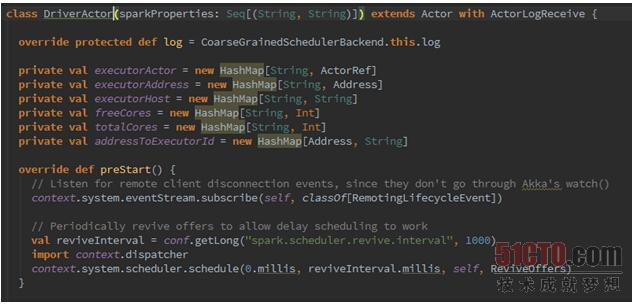 class DriverActor(sparkProperties: Seq[(String, String)]) extends Actor with ActorLogReceive {
override protected def log = CoarseGrainedSchedulerBackend.this.log
private val executorActor = new HashMap[String, ActorRef]
private val executorAddress = new HashMap[String, Address]
private val executorHost = new HashMap[String, String]
private val freeCores = new HashMap[String, Int]
private val totalCores = new HashMap[String, Int]
private val addressToExecutorId = new HashMap[Address, String]
override def preStart() {
// Listen for remote client disconnection events, since they don't go through Akka's watch()
context.system.eventStream.subscribe(self, classOf[RemotingLifecycleEvent])
// Periodically revive offers to allow delay scheduling to work
val reviveInterval = conf.getLong("spark.scheduler.revive.interval", 1000)
import context.dispatcher
context.system.scheduler.schedule(0.millis, reviveInterval.millis, self, ReviveOffers)
}
51CTO.com
技术成就梦想